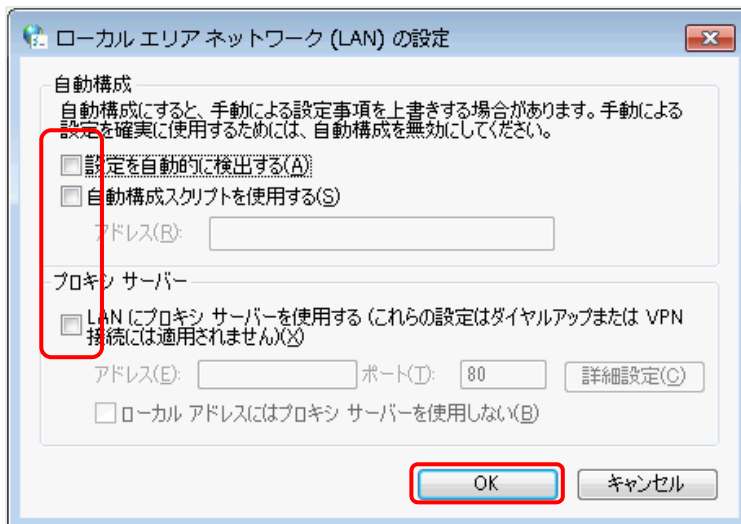 ローカル エリア ネットワーク (LAN) の設定
自動構成
自動構成にすると、手動による設定事項を上書きする場合があります。手動による
設定を確実に使用するためには、自動構成を無効にしてください。
設定を自動的に検出する(A)
自動構成スクリプトを使用する(S)
アドレス(R):
プロキシ サーバー
LAN にプロキシ サーバーを使用する (これらの設定はダイヤルアップまたは VPN
接続には適用されません)(X)
アドレス(E): ポート(T): 80 詳細設定(C)
ローカル アドレスにはプロキシ サーバーを使用しない(B)
OK キャンセル